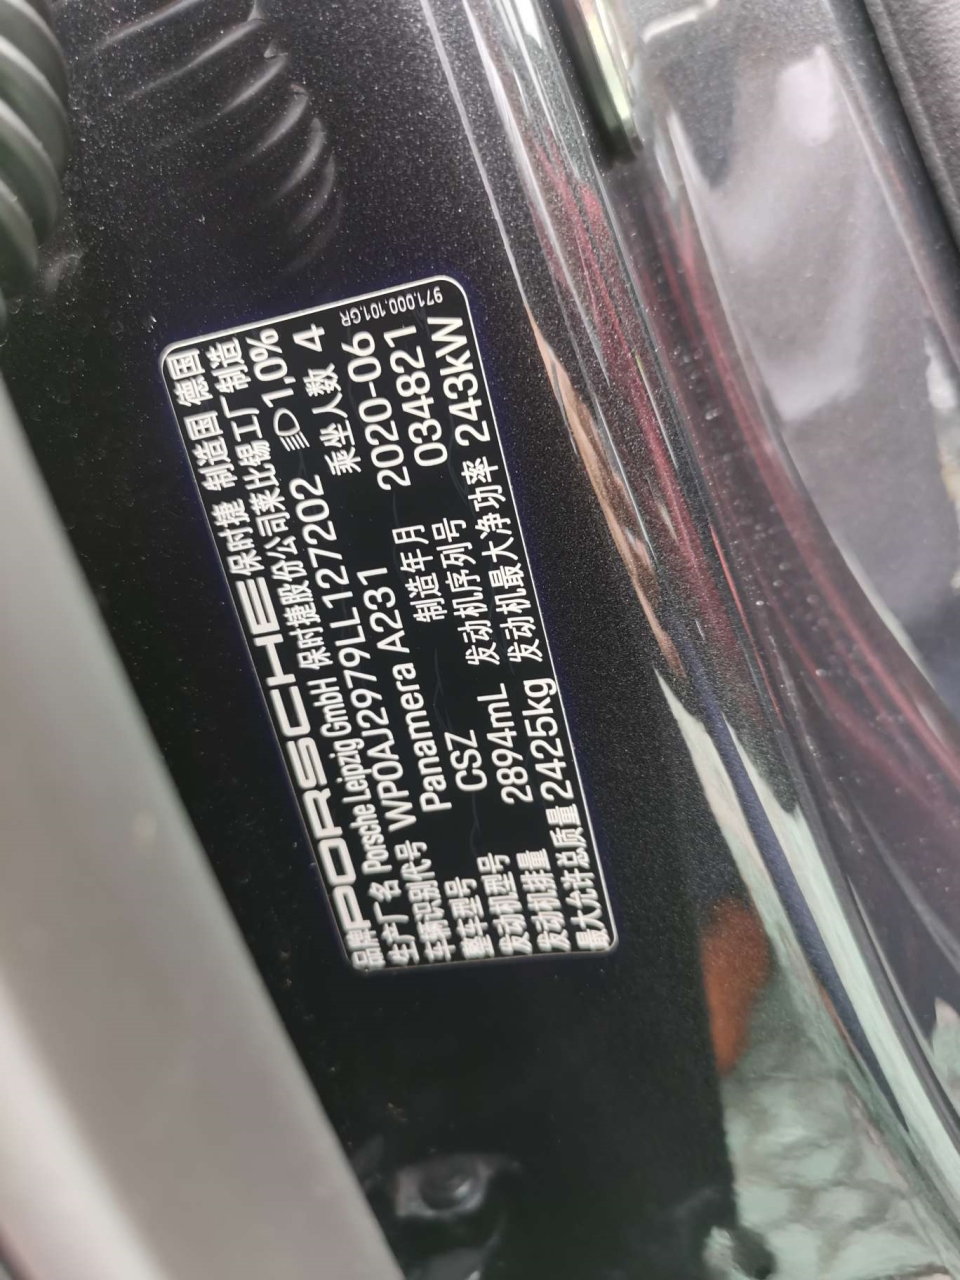 品牌 PORSCHE 保时捷 制造国 德国
生产厂名 Porsche Leipzig GmbH 保时捷股份公司莱比锡工厂制造
车辆识别代号 WP0AJ2979LL127202 1,0%
整车型号 Panamera A231 乘坐人数 4
发动机型号 CSZ 制造年月 2020-06
发动机排量 2894mL 发动机序列号 034821
最大允许总质量 2425kg 发动机最大净功率 243kW
971.000.101.GR